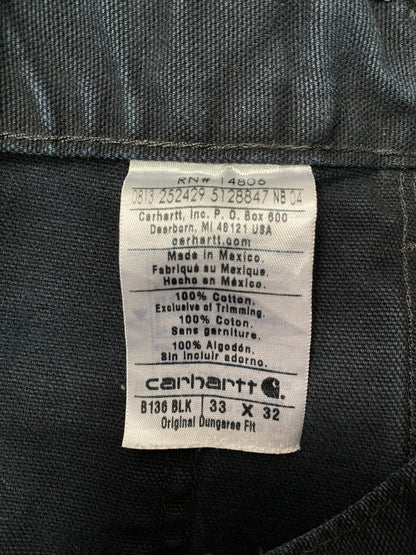 RN# 14806
0813 252429 5128847 NB 04
Carhartt, Inc. P. O. Box 600
Dearborn, MI 48121 USA
carhartt.com
Made in Mexico.
Fabriqué au Mexique.
Hecho en México.
100% Cotton.
Exclusive of Trimming.
100% Coton.
Sans garniture.
100% Algodón.
Sin incluir adorno.
carhartt
B136 BLK 33 X 32
Original Dungaree Fit